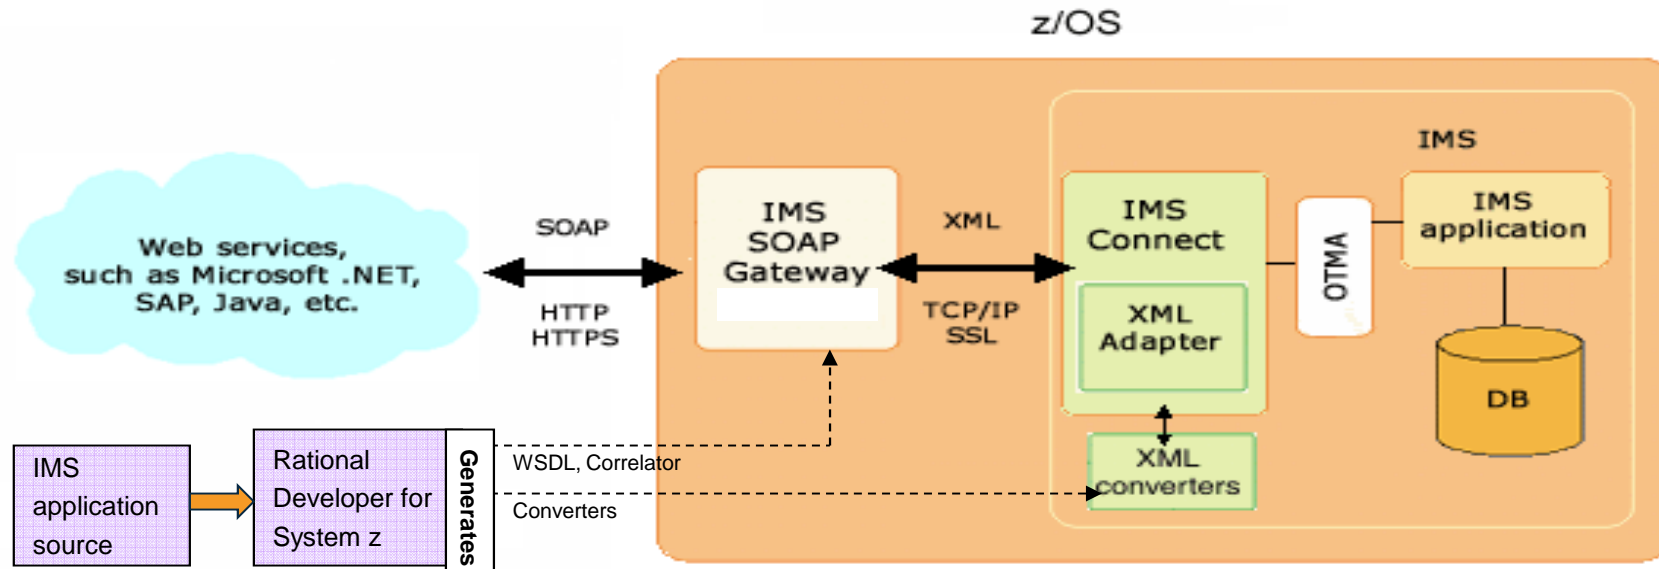 z/OS
IMS
Web services,
such as Microsoft .NET,
SAP, Java, etc.
SOAP
HTTP
HTTPS
IMS
SOAP
Gateway
XML
TCP/IP
SSL
IMS
Connect
XML
Adapter
OTMA
IMS
application
DB
XML
converters
IMS
application
source
Rational
Developer for
System z
Generates
WSDL, Correlator
Converters